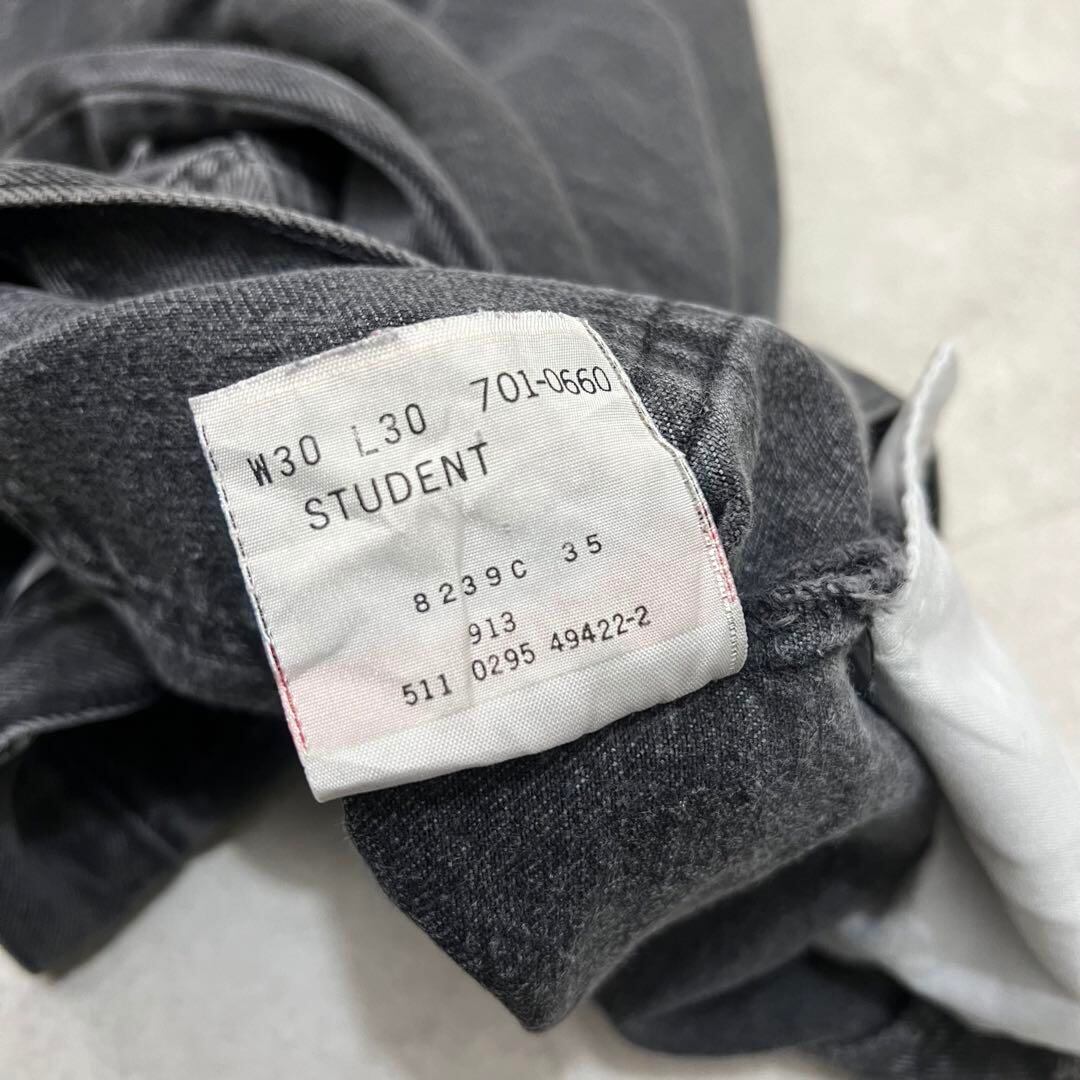 W30 L30 701-0660
STUDENT
8239C 35
913
511 0295 49422-2